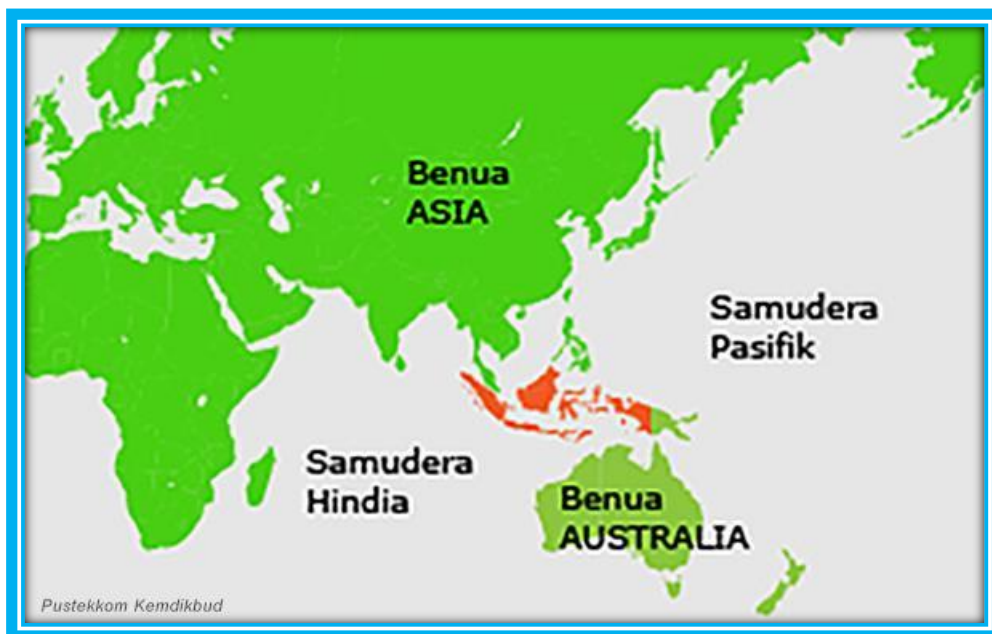 Benua
ASIA
Samudera
Pasifik
Samudera
Hindia
Benua
AUSTRALIA
Pustekkom Kemdikbud